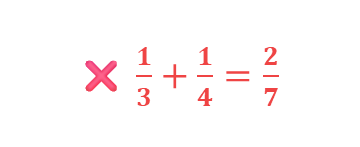 ❌ 1/3 + 1/4 = 2/7